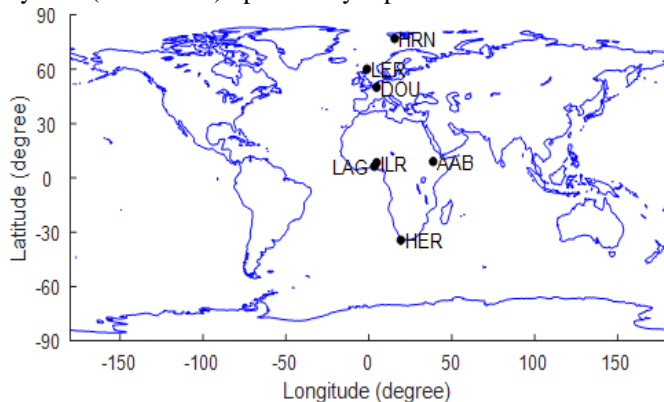 90
60
30
0
-30
-60
-90
Latitude (degree)
HRN
LER
DOU
LAG ILR AAB
HER
-150 -100 -50 0 50 100 150
Longitude (degree)